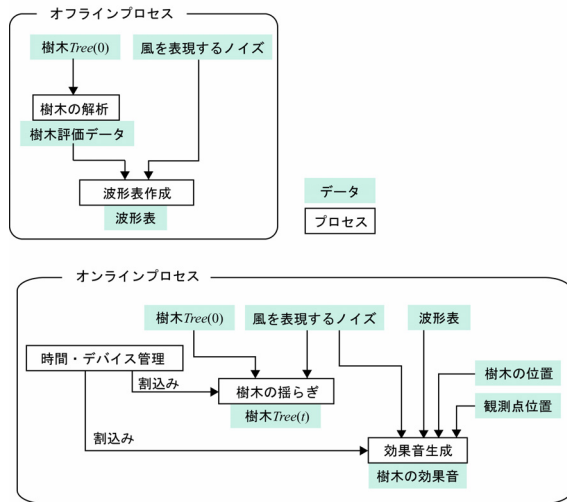 オフラインプロセス
樹木Tree(0)
風を表現するノイズ
樹木の解析
樹木評価データ
波形表作成
波形表
データ
プロセス
オンラインプロセス
樹木Tree(0)
風を表現するノイズ
波形表
時間・デバイス管理
樹木の位置
割込み
樹木の揺らぎ
観測点位置
樹木Tree(t)
割込み
効果音生成
樹木の効果音